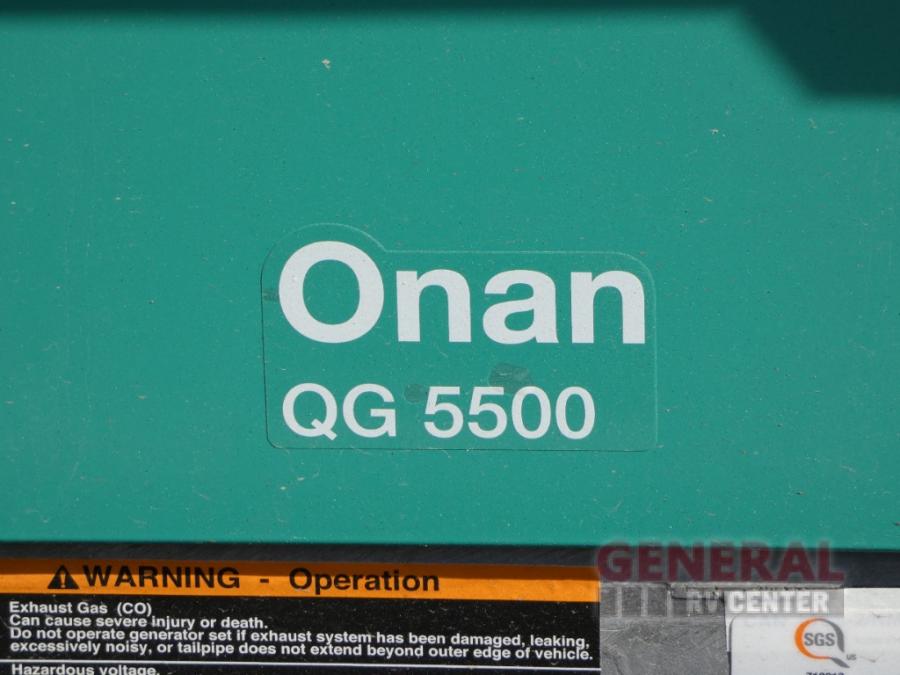 Onan
QG 5500
GENERAL
RV CENTER
⚠WARNING - Operation
Exhaust Gas (CO)
Can cause severe injury or death.
Do not operate generator set if exhaust system has been damaged, leaking,
excessively noisy, or tailpipe does not extend beyond outer edge of vehicle.
Hazardous voltage.
SGS
US